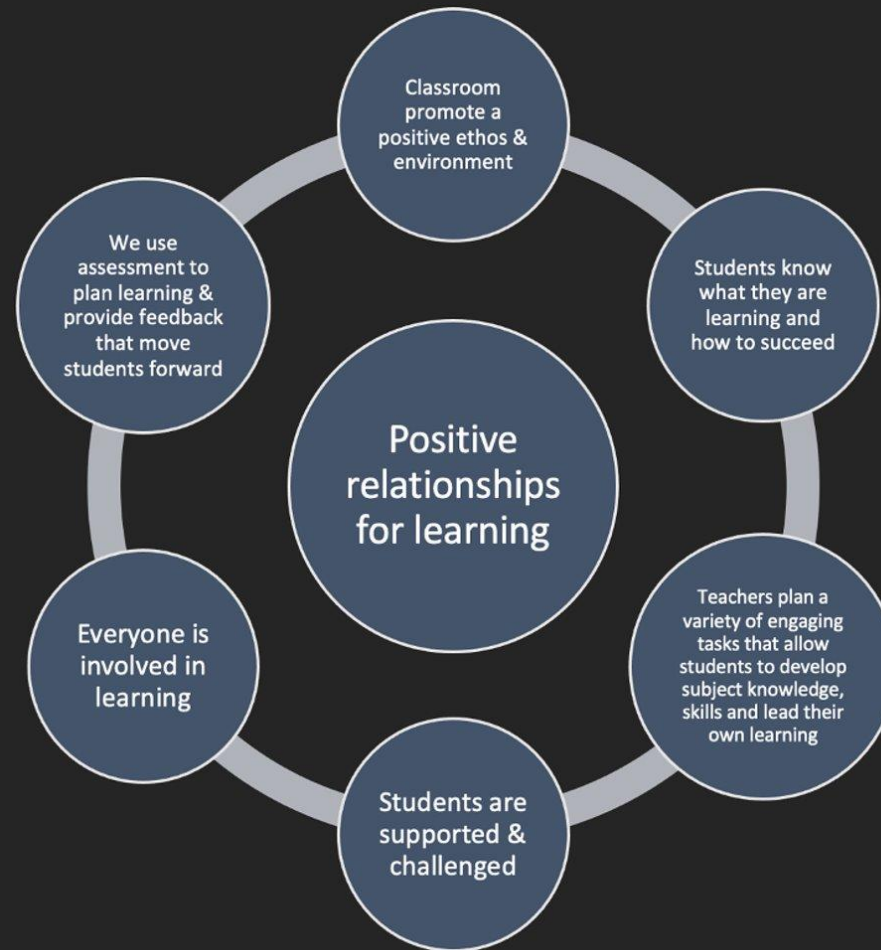 Classroom
promote a
positive ethos &
environment
Students know
what they are
learning and
how to succeed
Teachers plan a
variety of engaging
tasks that allow
students to develop
subject knowledge,
skills and lead their
own learning
Students are
supported &
challenged
Everyone is
involved in
learning
We use
assessment to
plan learning &
provide feedback
that move
students forward
Positive
relationships
for learning